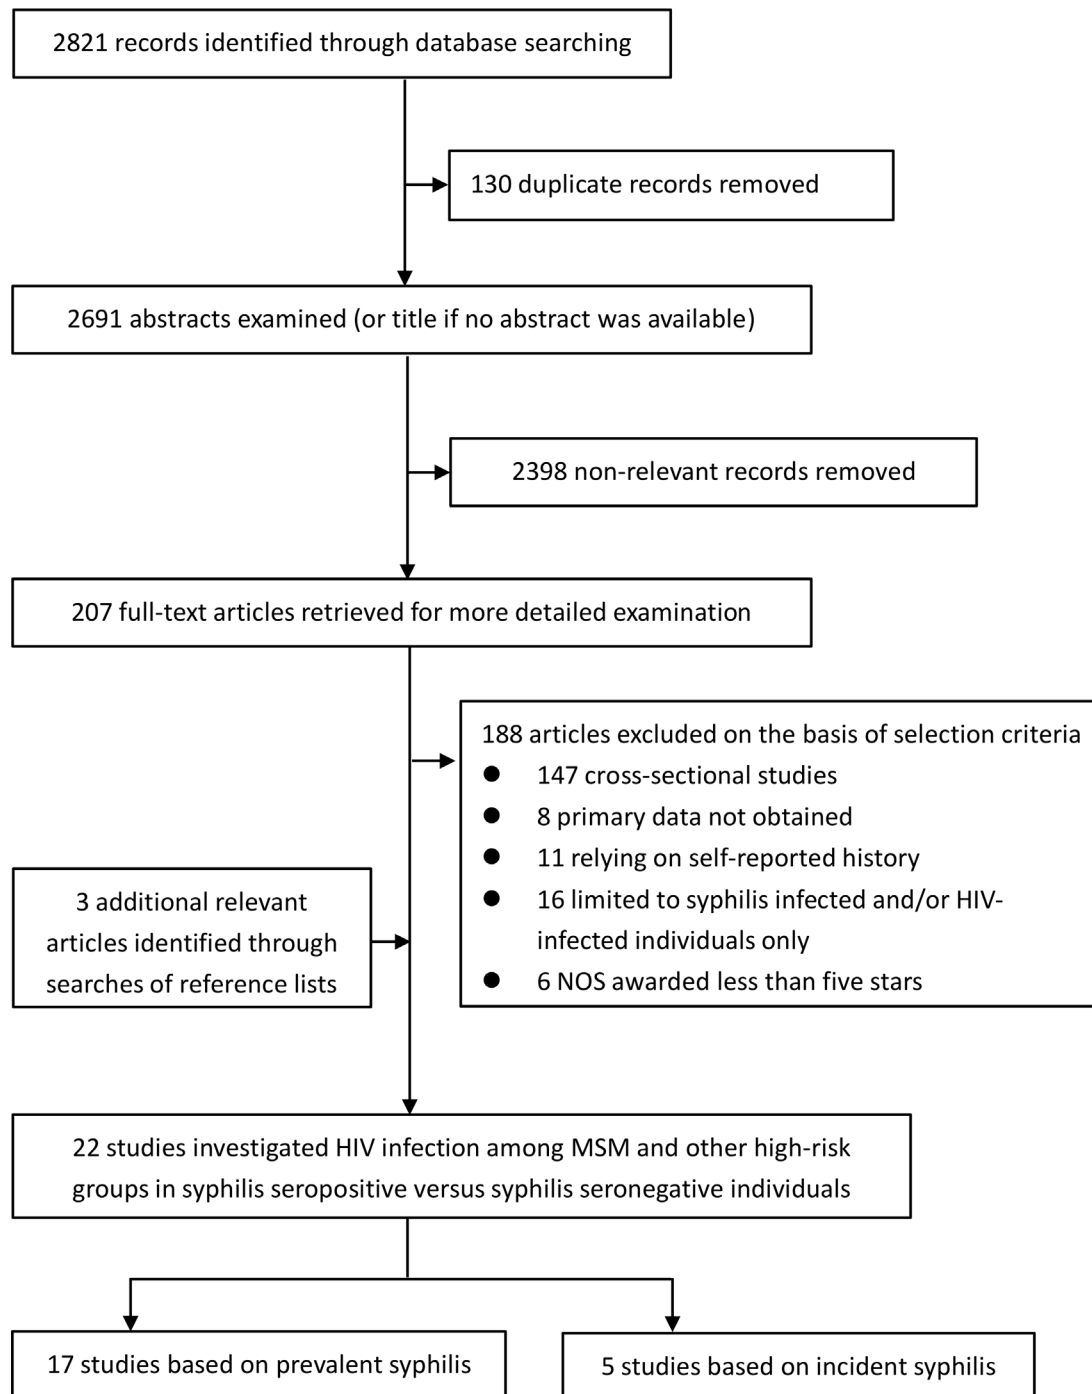 2821 records identified through database searching
130 duplicate records removed
2691 abstracts examined (or title if no abstract was available)
2398 non-relevant records removed
207 full-text articles retrieved for more detailed examination
188 articles excluded on the basis of selection criteria
● 147 cross-sectional studies
● 8 primary data not obtained
● 11 relying on self-reported history
● 16 limited to syphilis infected and/or HIV-
infected individuals only
● 6 NOS awarded less than five stars
3 additional relevant
articles identified through
searches of reference lists
22 studies investigated HIV infection among MSM and other high-risk
groups in syphilis seropositive versus syphilis seronegative individuals
17 studies based on prevalent syphilis
5 studies based on incident syphilis